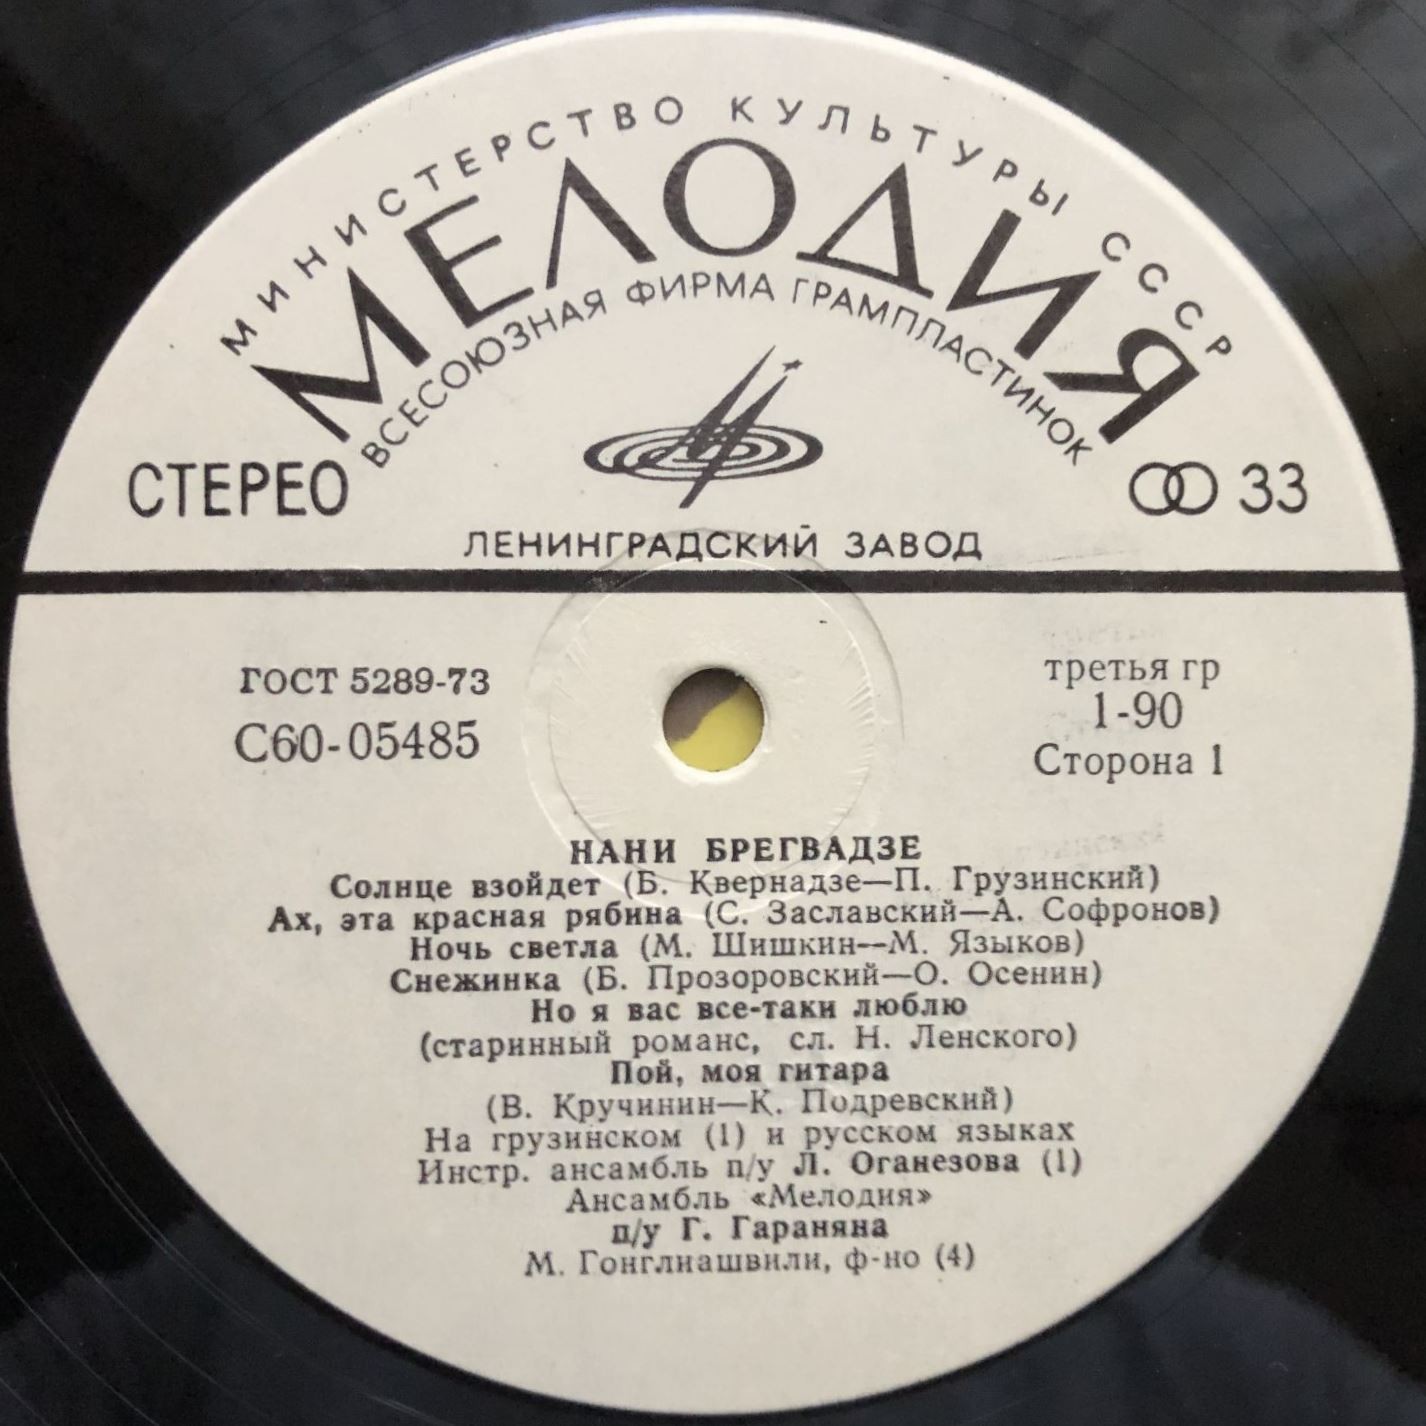 МИНИСТЕРСТВО КУЛЬТУРЫ СССР
МЕЛОДИЯ
ВСЕСОЮЗНАЯ ФИРМА ГРАМПЛАСТИНОК
СТЕРЕО
33
ЛЕНИНГРАДСКИЙ ЗАВОД
ГОСТ 5289-73
С60-05485
третья гр
1-90
Сторона 1
НАНИ БРЕГВАДЗЕ
Солнце взойдет (Б. Квернадзе—П. Грузинский)
Ах, эта красная рябина (С. Заславский—А. Софронов)
Ночь светла (М. Шишкин—М. Языков)
Снежинка (Б. Прозоровский—О. Осенин)
Но я вас все-таки люблю
(старинный романс, сл. Н. Ленского)
Пой, моя гитара
(В. Кручинин—К. Подревский)
На грузинском (1) и русском языках
Инстр. ансамбль п/у Л. Оганезова (1)
Ансамбль «Мелодия»
п/у Г. Гараняна
М. Гонглиашвили, ф-но (4)